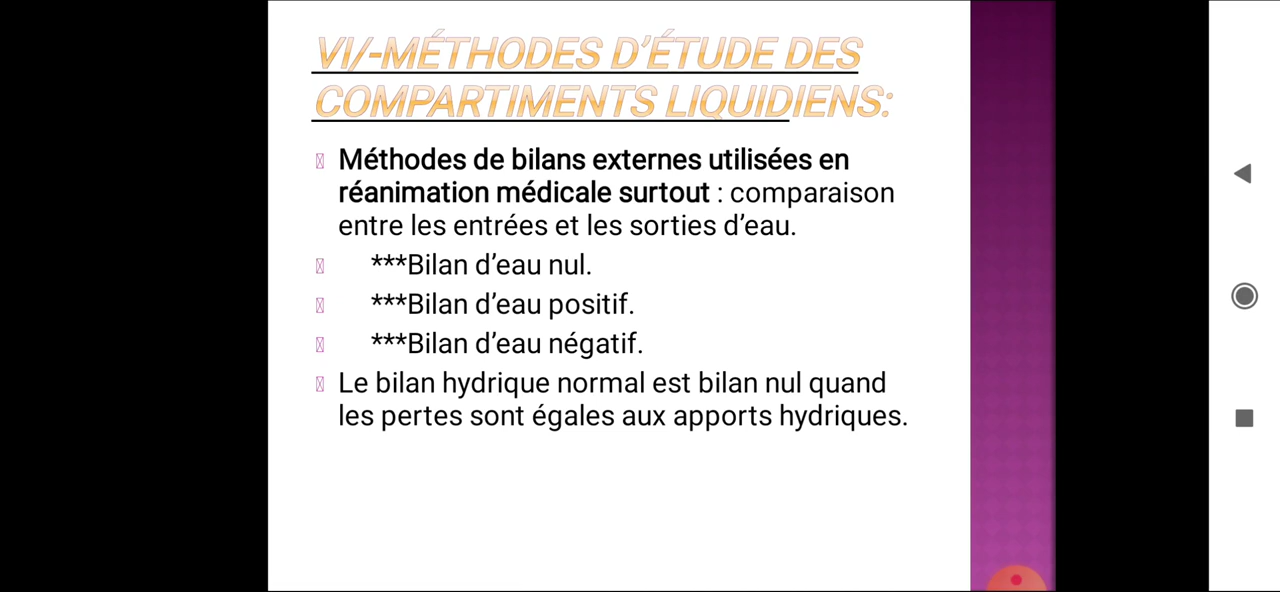 VI/-MÉTHODES D’ÉTUDE DES
COMPARTIMENTS LIQUIDIENS:
Méthodes de bilans externes utilisées en
réanimation médicale surtout : comparaison
entre les entrées et les sorties d’eau.
***Bilan d’eau nul.
***Bilan d’eau positif.
***Bilan d’eau négatif.
Le bilan hydrique normal est bilan nul quand
les pertes sont égales aux apports hydriques.